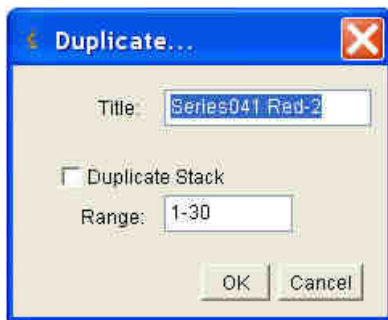 Duplicate...
Title: Series041 Red-2
Duplicate Stack
Range: 1-30
OK Cancel